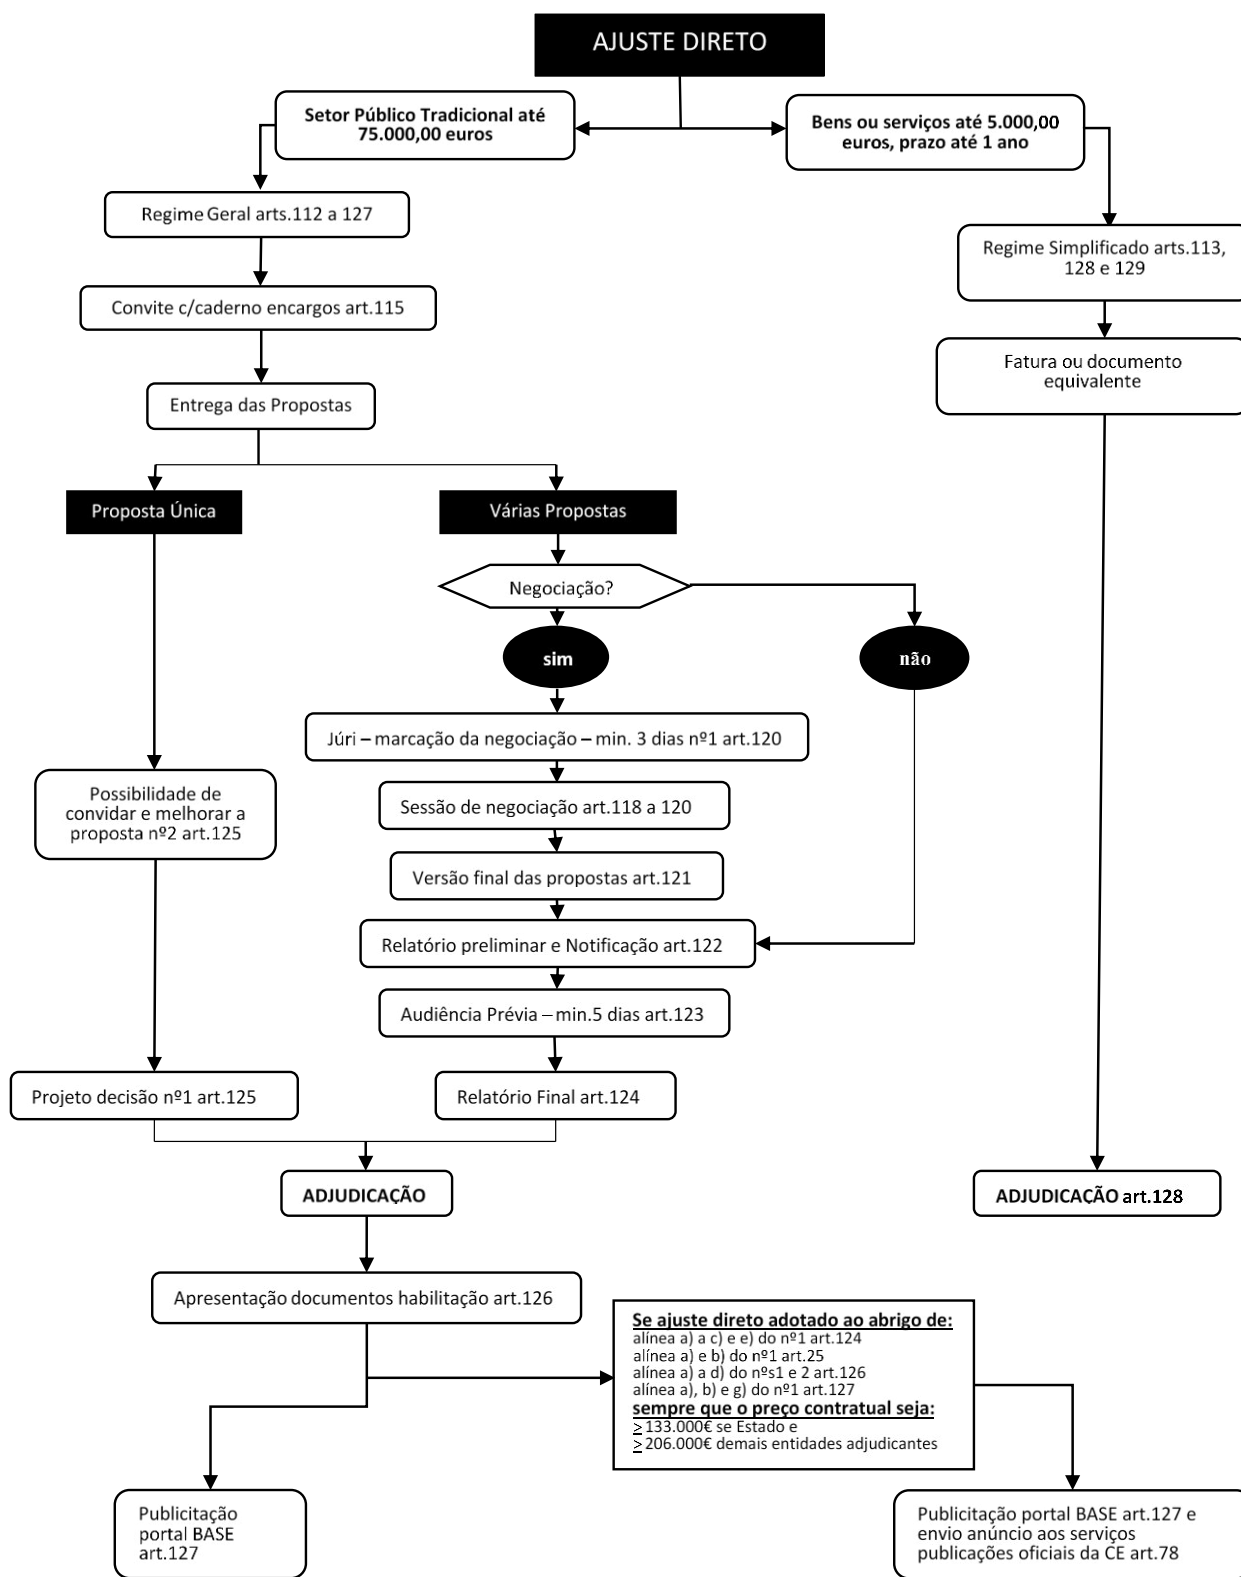 AJUSTE DIRETO
Setor Público Tradicional até
75.000,00 euros
Bens ou serviços até 5.000,00
euros, prazo até 1 ano
Regime Geral arts.112 a 127
Regime Simplificado arts.113,
128 e 129
Convite c/caderno encargos art.115
Fatura ou documento
equivalente
Entrega das Propostas
Proposta Única
Várias Propostas
Negociação?
sim
não
Júri – marcação da negociação – min. 3 dias nº1 art.120
Possibilidade de
convidar e melhorar a
proposta nº2 art.125
Sessão de negociação art.118 a 120
Versão final das propostas art.121
Relatório preliminar e Notificação art.122
Audiência Prévia – min.5 dias art.123
Projeto decisão nº1 art.125
Relatório Final art.124
ADJUDICAÇÃO
ADJUDICAÇÃO art.128
Apresentação documentos habilitação art.126
Se ajuste direto adotado ao abrigo de:
alínea a) a c) e e) do nº1 art.124
alínea a) e b) do nº1 art.25
alínea a) a d) do nºs1 e 2 art.126
alínea a), b) e g) do nº1 art.127
sempre que o preço contratual seja:
≥133.000€ se Estado e
≥206.000€ demais entidades adjudicantes
Publicitação
portal BASE
art.127
Publicitação portal BASE art.127 e
envio anúncio aos serviços
publicações oficiais da CE art.78